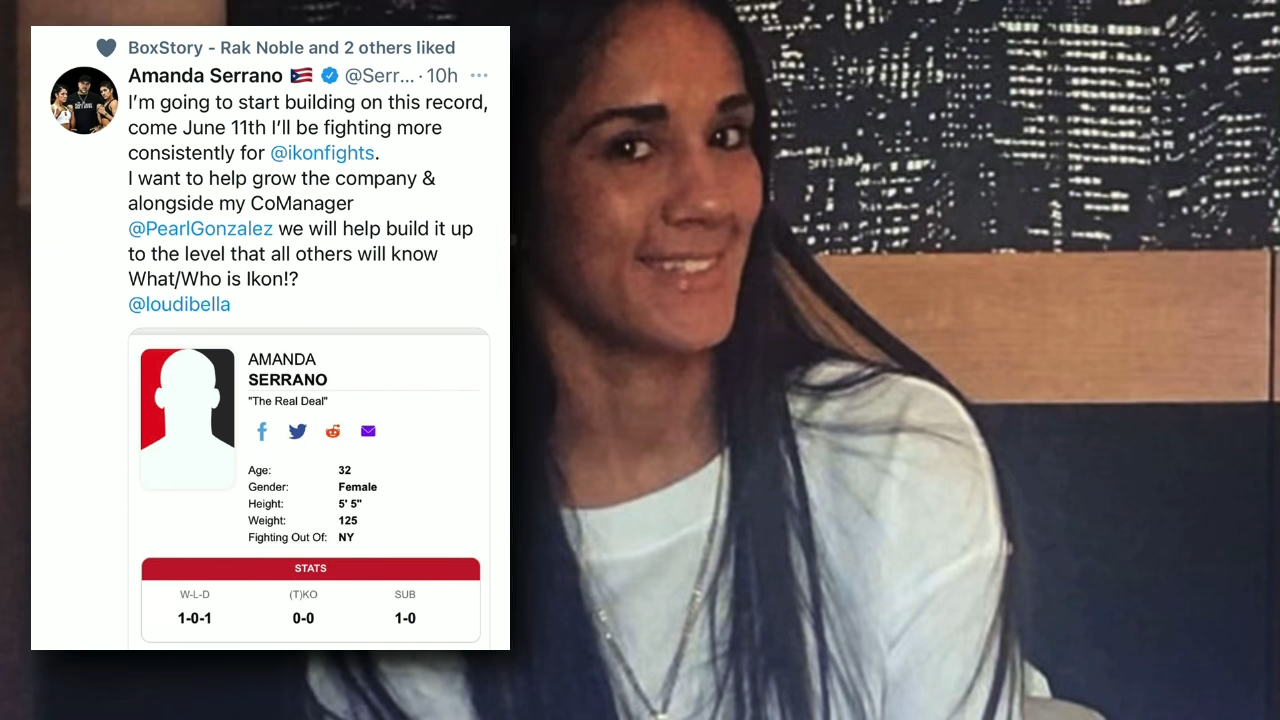 BoxStory - Rak Noble and 2 others liked
Amanda Serrano 🇵🇷 @Serr... · 10h ...
I'm going to start building on this record,
come June 11th I'll be fighting more
consistently for @ikonfights.
I want to help grow the company &
alongside my CoManager
@PearlGonzalez we will help build it up
to the level that all others will know
What/Who is Ikon!?
@loudibella
AMANDA
SERRANO
"The Real Deal"
Age: 32
Gender: Female
Height: 5' 5"
Weight: 125
Fighting Out Of: NY
STATS
W-L-D (T)KO SUB
1-0-1 0-0 1-0